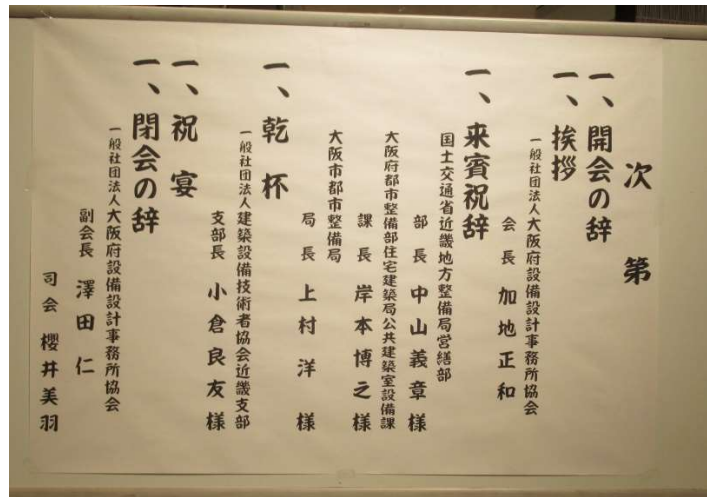 次第
一、開会の辞
一、挨拶
一般社団法人大阪府設備設計事務所協会
会長 加地正和
一、来賓祝辞
国土交通省近畿地方整備局営繕部
部長 中山義章様
大阪府都市整備部住宅建築局公共建築室設備課
課長 岸本博之様
大阪市都市整備局
局長 上村洋様
一、乾杯
一般社団法人建築設備技術者協会近畿支部
支部長 小倉良友様
一、祝宴
一、閉会の辞
一般社団法人大阪府設備設計事務所協会
副会長 澤田仁
司会 櫻井美羽